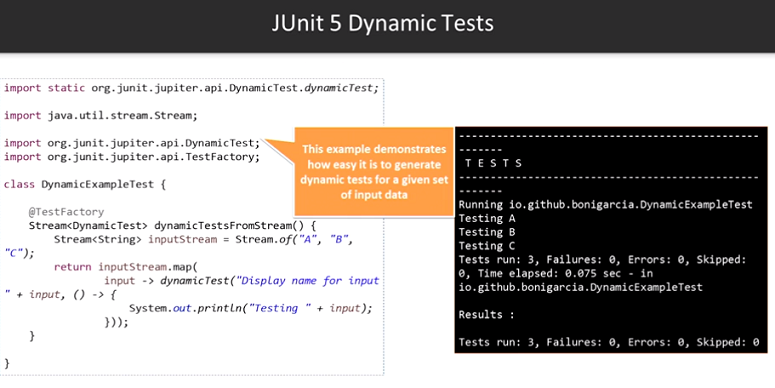 JUnit 5 Dynamic Tests
import static org.junit.jupiter.api.DynamicTest.dynamicTest;
import java.util.stream.Stream;
import org.junit.jupiter.api.DynamicTest;
import org.junit.jupiter.api.TestFactory;
class DynamicExampleTest {
@TestFactory
Stream<DynamicTest> dynamicTestsFromStream() {
Stream<String> inputStream = Stream.of("A", "B",
"C");
return inputStream.map(
input -> dynamicTest("Display name for input
" + input, () -> {
System.out.println("Testing " + input);
}));
}
}
This example demonstrates
how easy it is to generate
dynamic tests for a given set
of input data
-------------------------------------------------
-------
T E S T S
-------------------------------------------------
-------
Running io.github.bonigarcia.DynamicExampleTest
Testing A
Testing B
Testing C
Tests run: 3, Failures: 0, Errors: 0, Skipped:
0, Time elapsed: 0.075 sec - in
io.github.bonigarcia.DynamicExampleTest
Results :
Tests run: 3, Failures: 0, Errors: 0, Skipped: 0